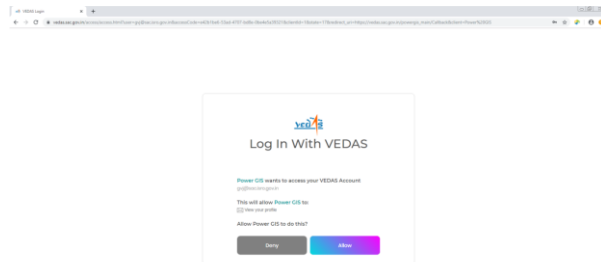 VEDAS Login
VEDAS
Log In With VEDAS
Power GIS wants to access your VEDAS Account
This will allow Power GIS to:
View your profile
Allow Power GIS to do this?
Deny
Allow